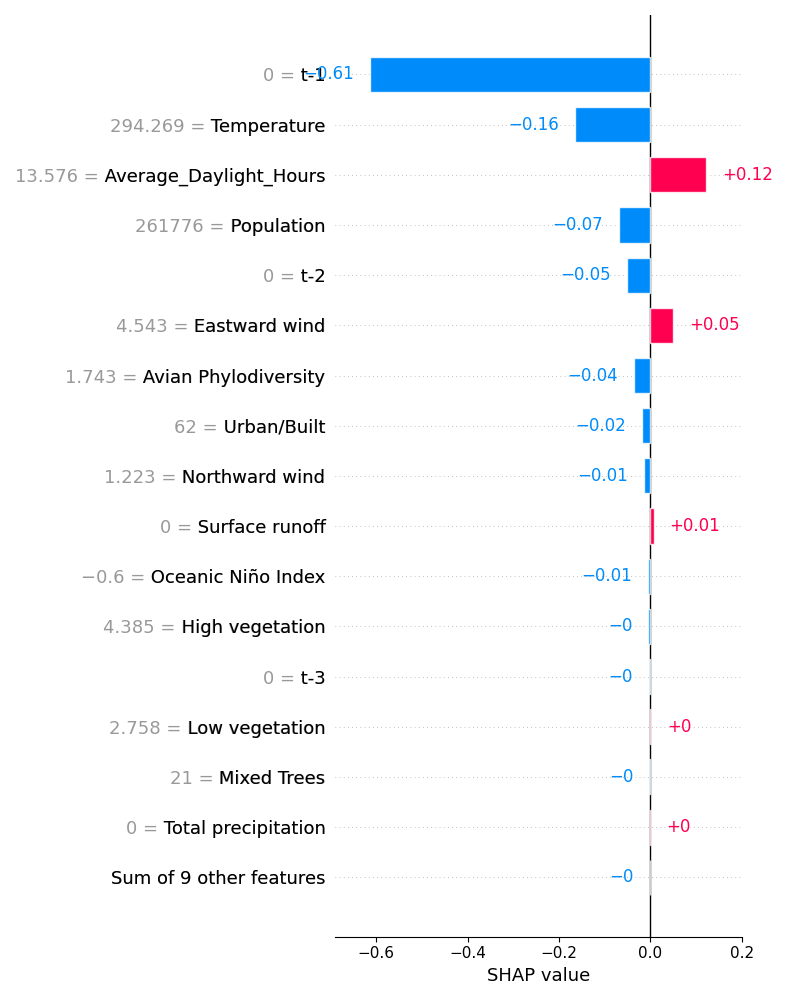 0 = t-1 −0.61
294.269 = Temperature −0.16
13.576 = Average_Daylight_Hours +0.12
261776 = Population −0.07
0 = t-2 −0.05
4.543 = Eastward wind +0.05
1.743 = Avian Phylodiversity −0.04
62 = Urban/Built −0.02
1.223 = Northward wind −0.01
0 = Surface runoff +0.01
−0.6 = Oceanic Niño Index −0.01
4.385 = High vegetation −0
0 = t-3 −0
2.758 = Low vegetation +0
21 = Mixed Trees −0
0 = Total precipitation +0
Sum of 9 other features −0
−0.6 −0.4 −0.2 0.0 0.2
SHAP value